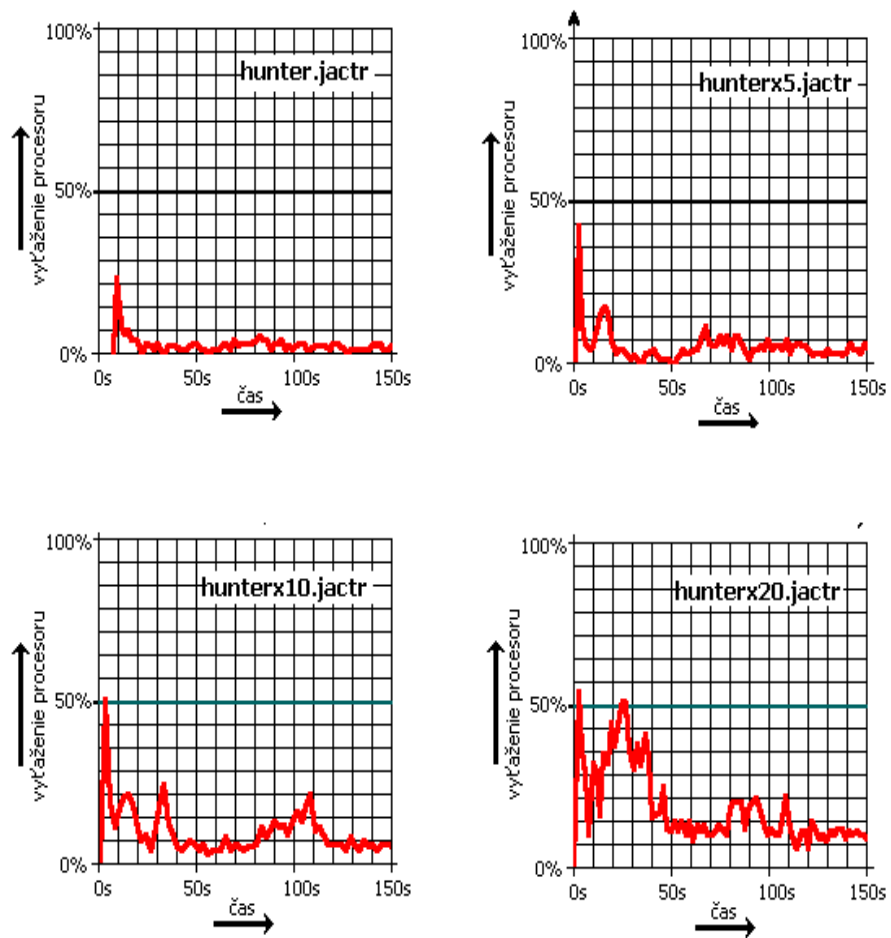 100%
hunter.jactr
vyťaženie procesoru
50%
0%
0s 50s 100s 150s
čas
100%
hunterx5.jactr
vyťaženie procesoru
50%
0%
0s 50s 100s 150s
čas
100%
hunterx10.jactr
vyťaženie procesoru
50%
0%
0s 50s 100s 150s
čas
100%
hunterx20.jactr
vyťaženie procesoru
50%
0%
0s 50s 100s 150s
čas